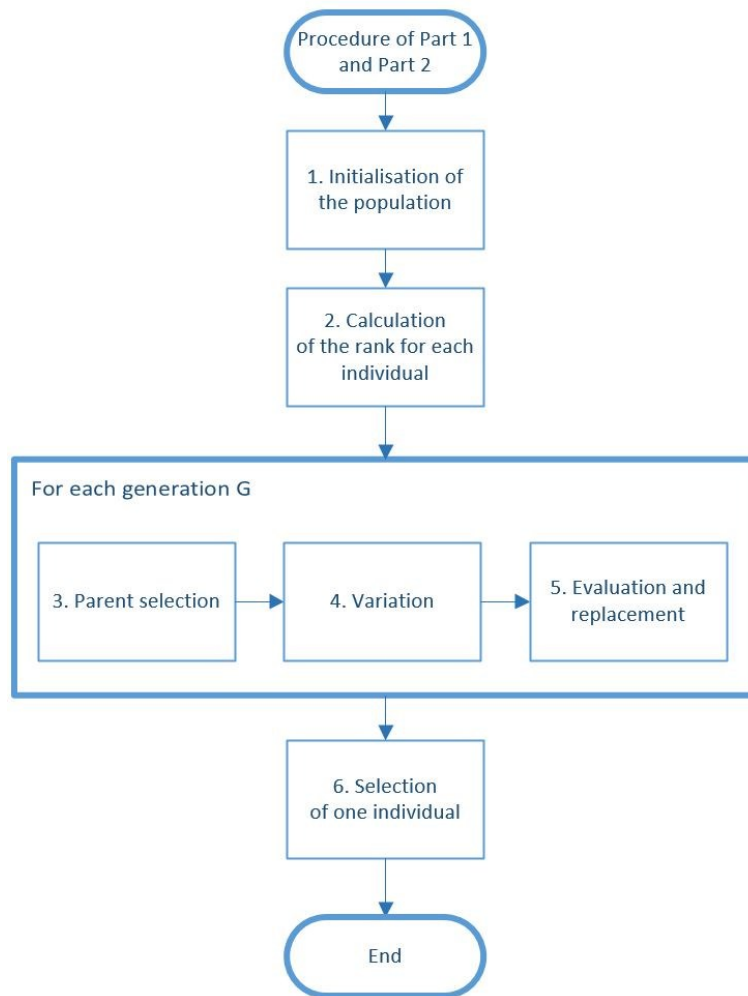 Procedure of Part 1
and Part 2
1. Initialisation of
the population
2. Calculation
of the rank for each
individual
For each generation G
3. Parent selection
4. Variation
5. Evaluation and
replacement
6. Selection
of one individual
End